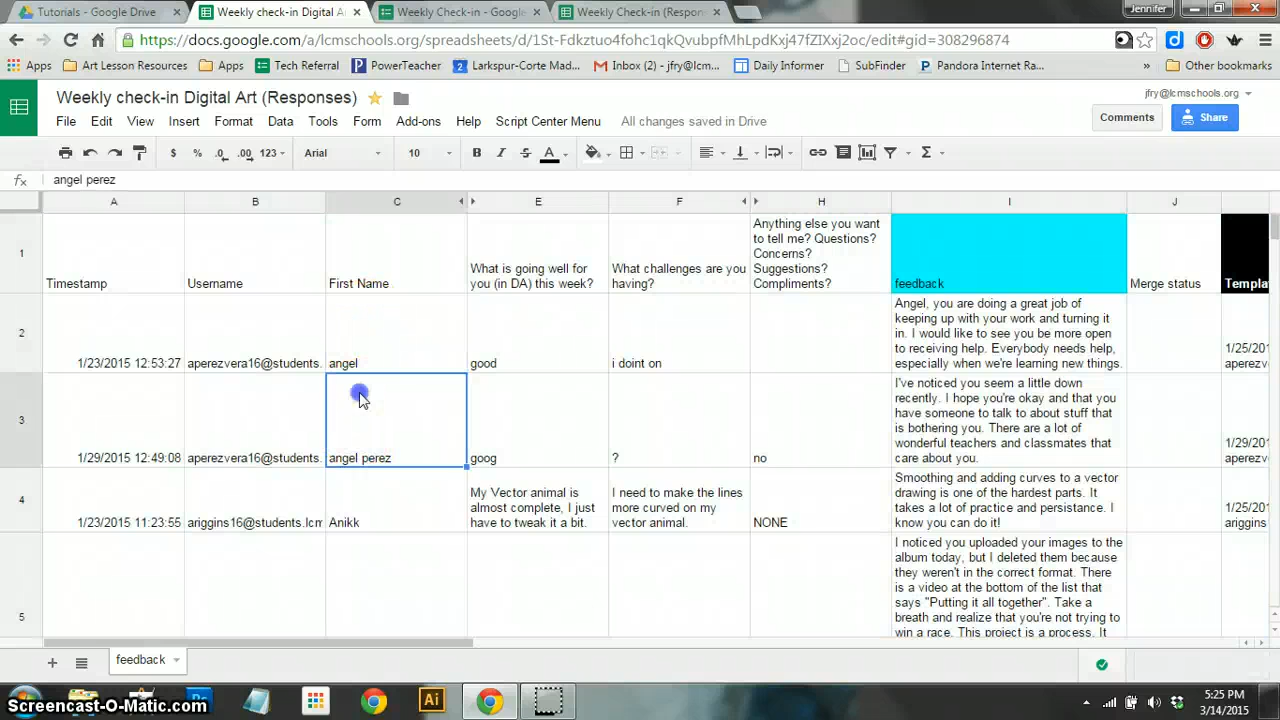 Tutorials - Google Drive
Weekly check-in Digital Ar
Weekly Check-in - Google
Weekly Check-in (Respon
Jennifer
https://docs.google.com/a/lcmschools.org/spreadsheets/d/1St-Fdkztuo4fohc1qkQvubpfMhLpdKxj47fZIXxj2oc/edit#gid=308296874
Apps
Art Lesson Resources
Apps
Tech Referral
PowerTeacher
Larkspur-Corte Mad...
Inbox (2) - jfry@lcm...
Daily Informer
SubFinder
Pandora Internet Ra...
»
Other bookmarks
Weekly check-in Digital Art (Responses)
jfry@lcmschools.org
File Edit View Insert Format Data Tools Form Add-ons Help Script Center Menu All changes saved in Drive
Comments
Share
$ % .0 .00 123 Arial 10 B I S A Σ
fx angel perez
A B C E F H I J
1
Timestamp
Username
First Name
What is going well for
you (in DA) this week?
What challenges are you
having?
Anything else you want
to tell me? Questions?
Concerns?
Suggestions?
Compliments?
feedback
Merge status
Templa
2
1/23/2015 12:53:27
aperezvera16@students.
angel
good
i doint on
Angel, you are doing a great job of
keeping up with your work and turning it
in. I would like to see you be more open
to receiving help. Everybody needs help,
especially when we're learning new things.
1/25/201
aperezv
3
1/29/2015 12:49:08
aperezvera16@students.
angel perez
goog
?
no
I've noticed you seem a little down
recently. I hope you're okay and that you
have someone to talk to about stuff that
is bothering you. There are a lot of
wonderful teachers and classmates that
care about you.
1/29/201
aperezv
4
1/23/2015 11:23:55
ariggins16@students.lcm
Anikk
My Vector animal is
almost complete, I just
have to tweak it a bit.
I need to make the lines
more curved on my
vector animal.
NONE
Smoothing and adding curves to a vector
drawing is one of the hardest parts. It
takes a lot of practice and persistance. I
know you can do it!
1/25/201
ariggins
5
I noticed you uploaded your images to the
album today, but I deleted them because
they weren't in the correct format. There
is a video at the bottom of the list that
says "Putting it all together". Take a
breath and realize that you're not trying to
win a race. This project is a process. It
feedback
Ps
Ai
Screencast-O-Matic.com
5:25 PM
3/14/2015